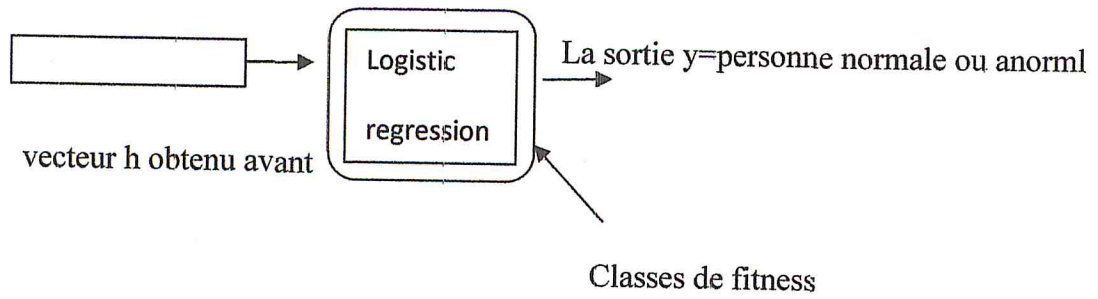 Logistic
regression
La sortie y=personne normale ou anorml
vecteur h obtenu avant
Classes de fitness